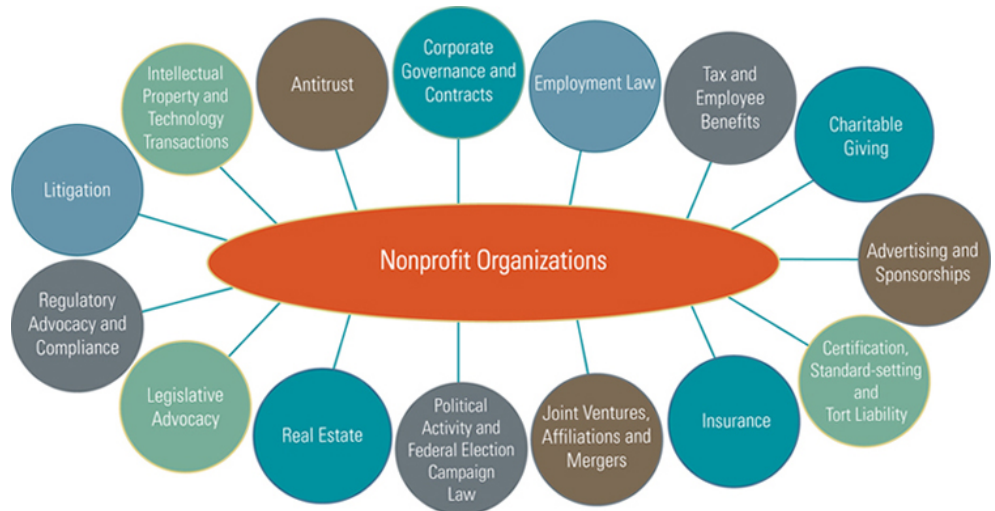 Corporate
Governance and
Contracts
Employment Law
Tax and
Employee
Benefits
Antitrust
Intellectual
Property and
Technology
Transactions
Charitable
Giving
Litigation
Nonprofit Organizations
Advertising and
Sponsorships
Regulatory
Advocacy and
Compliance
Certification,
Standard-setting
and
Tort Liability
Legislative
Advocacy
Real Estate
Political
Activity and
Federal Election
Campaign
Law
Joint Ventures,
Affiliations and
Mergers
Insurance